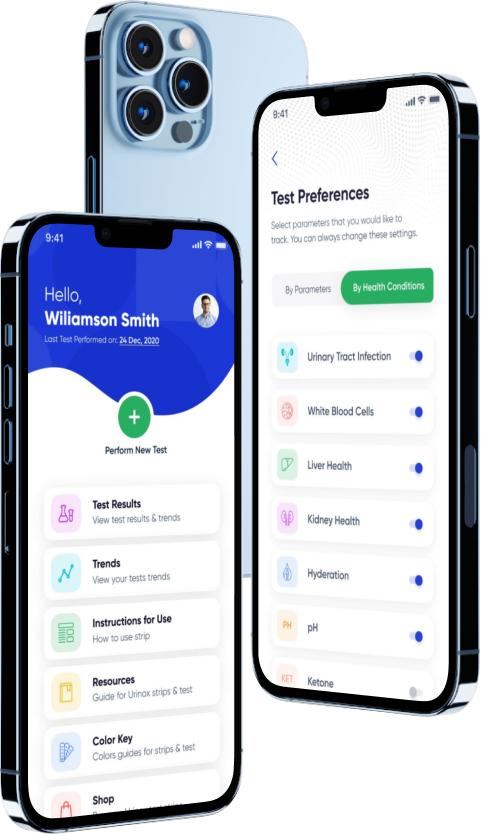 9:41
Hello,
Wiliamson Smith
Last Test Performed on: 24 Dec, 2020
+
Perform New Test
Test Results
View test results & trends
Trends
View your tests trends
Instructions for Use
How to use strip
Resources
Guide for Urinox strips & test
Color Key
Colors guides for strips & test
Shop
9:41
Test Preferences
Select parameters that you would like to
track. You can always change these settings.
By Parameters
By Health Conditions
Urinary Tract Infection
White Blood Cells
Liver Health
Kidney Health
Hyderation
PH
pH
KET
Ketone